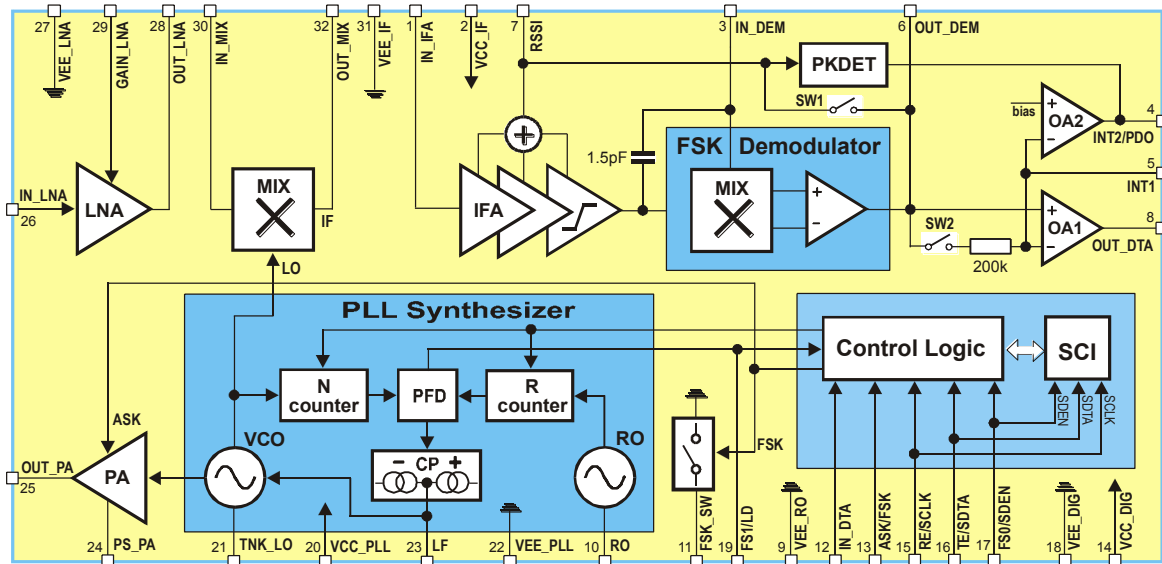 27
VEE_LNA
29
GAIN_LNA
28
OUT_LNA
30
IN_MIX
32
OUT_MIX
31
VEE_IF
1
IN_IFA
2
VCC_IF
7
RSSI
3
IN_DEM
6
OUT_DEM
PKDET
SW1
bias
+
−
OA2
4
INT2/PDO
5
INT1
1.5pF
FSK Demodulator
MIX
+
−
IN_LNA
26
LNA
MIX
IF
LO
+
IFA
SW2
200k
+
−
OA1
8
OUT_DTA
PLL Synthesizer
N counter
PFD
R counter
Control Logic
SCI
SDEN
SDTA
SCLK
ASK
VCO
− CP +
RO
FSK
OUT_PA
25
PA
24
PS_PA
21
TNK_LO
20
VCC_PLL
23
LF
22
VEE_PLL
10
RO
11
FSK_SW
19
FS1/LD
9
VEE_RO
12
IN_DTA
13
ASK/FSK
15
RE/SCLK
16
TE/SDTA
17
FS0/SDEN
18
VEE_DIG
14
VCC_DIG